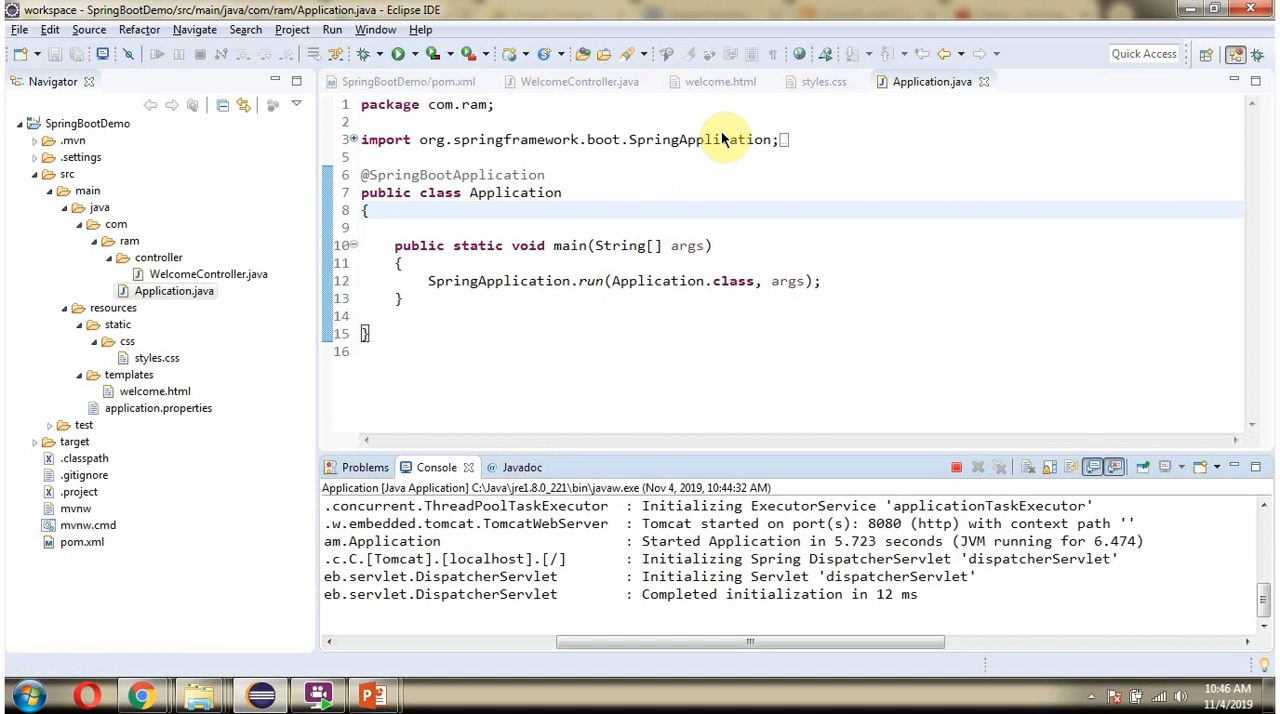 workspace - SpringBootDemo/src/main/java/com/ram/Application.java - Eclipse IDE
File Edit Source Refactor Navigate Search Project Run Window Help
Quick Access
Navigator
SpringBootDemo
.mvn
.settings
src
main
java
com
ram
controller
WelcomeController.java
Application.java
resources
static
css
styles.css
templates
welcome.html
application.properties
test
target
.classpath
.gitignore
.project
mvnw
mvnw.cmd
pom.xml
SpringBootDemo/pom.xml WelcomeController.java welcome.html styles.css Application.java
1 package com.ram;
2
3 import org.springframework.boot.SpringApplication;
5
6 @SpringBootApplication
7 public class Application
8 {
9
10 public static void main(String[] args)
11 {
12 SpringApplication.run(Application.class, args);
13 }
14
15 }
16
Problems Console Javadoc
Application [Java Application] C:\Java\jre1.8.0_221\bin\javaw.exe (Nov 4, 2019, 10:44:32 AM)
.concurrent.ThreadPoolTaskExecutor : Initializing ExecutorService 'applicationTaskExecutor'
.w.embedded.tomcat.TomcatWebServer : Tomcat started on port(s): 8080 (http) with context path ''
am.Application : Started Application in 5.723 seconds (JVM running for 6.474)
.c.C.[Tomcat].[localhost].[/] : Initializing Spring DispatcherServlet 'dispatcherServlet'
eb.servlet.DispatcherServlet : Initializing Servlet 'dispatcherServlet'
eb.servlet.DispatcherServlet : Completed initialization in 12 ms
10:46 AM
11/4/2019